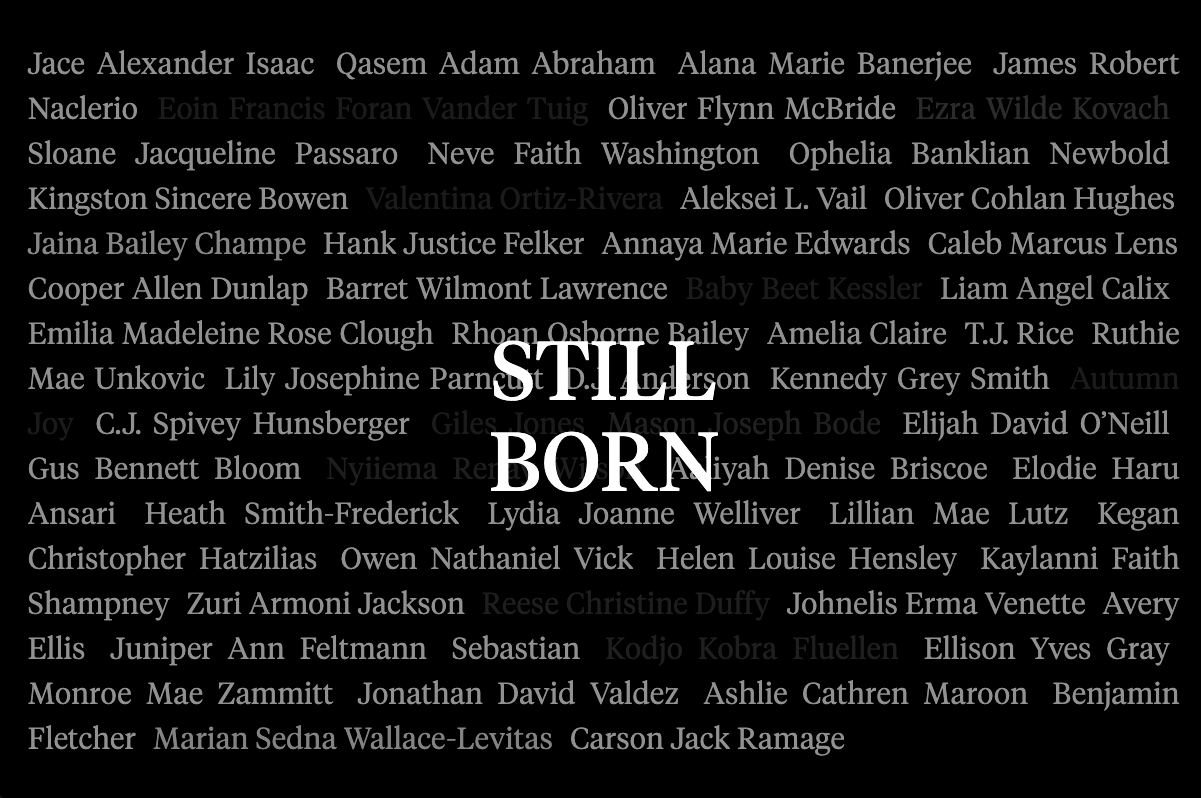 Jace Alexander Isaac Qasem Adam Abraham Alana Marie Banerjee James Robert
Naclerio Eoin Francis Foran Vander Tuig Oliver Flynn McBride Ezra Wilde Kovach
Sloane Jacqueline Passaro Neve Faith Washington Ophelia Banklian Newbold
Kingston Sincere Bowen Valentina Ortiz-Rivera Aleksei L. Vail Oliver Cohlan Hughes
Jaina Bailey Champe Hank Justice Felker Annaya Marie Edwards Caleb Marcus Lens
Cooper Allen Dunlap Barret Wilmont Lawrence Baby Beet Kessler Liam Angel Calix
Emilia Madeleine Rose Clough Rhoan Osborne Bailey Amelia Claire T.J. Rice Ruthie
Mae Unkovic Lily Josephine D.J. Anderson Kennedy Grey Smith Autumn
STILL
Joy C.J. Spivey Hunsberger Giles Jones Mason Joseph Bode Elijah David O’Neill
BORN
Gus Bennett Bloom Nyiiema Aaliyah Denise Briscoe Elodie Haru
Ansari Heath Smith-Frederick Lydia Joanne Welliver Lillian Mae Lutz Kegan
Christopher Hatzilias Owen Nathaniel Vick Helen Louise Hensley Kaylanni Faith
Shampney Zuri Armoni Jackson Reese Christine Duffy Johnelis Erma Venette Avery
Ellis Juniper Ann Feltmann Sebastian Kodjo Kobra Fluellen Ellison Yves Gray
Monroe Mae Zammitt Jonathan David Valdez Ashlie Cathren Maroon Benjamin
Fletcher Marian Sedna Wallace-Levitas Carson Jack Ramage